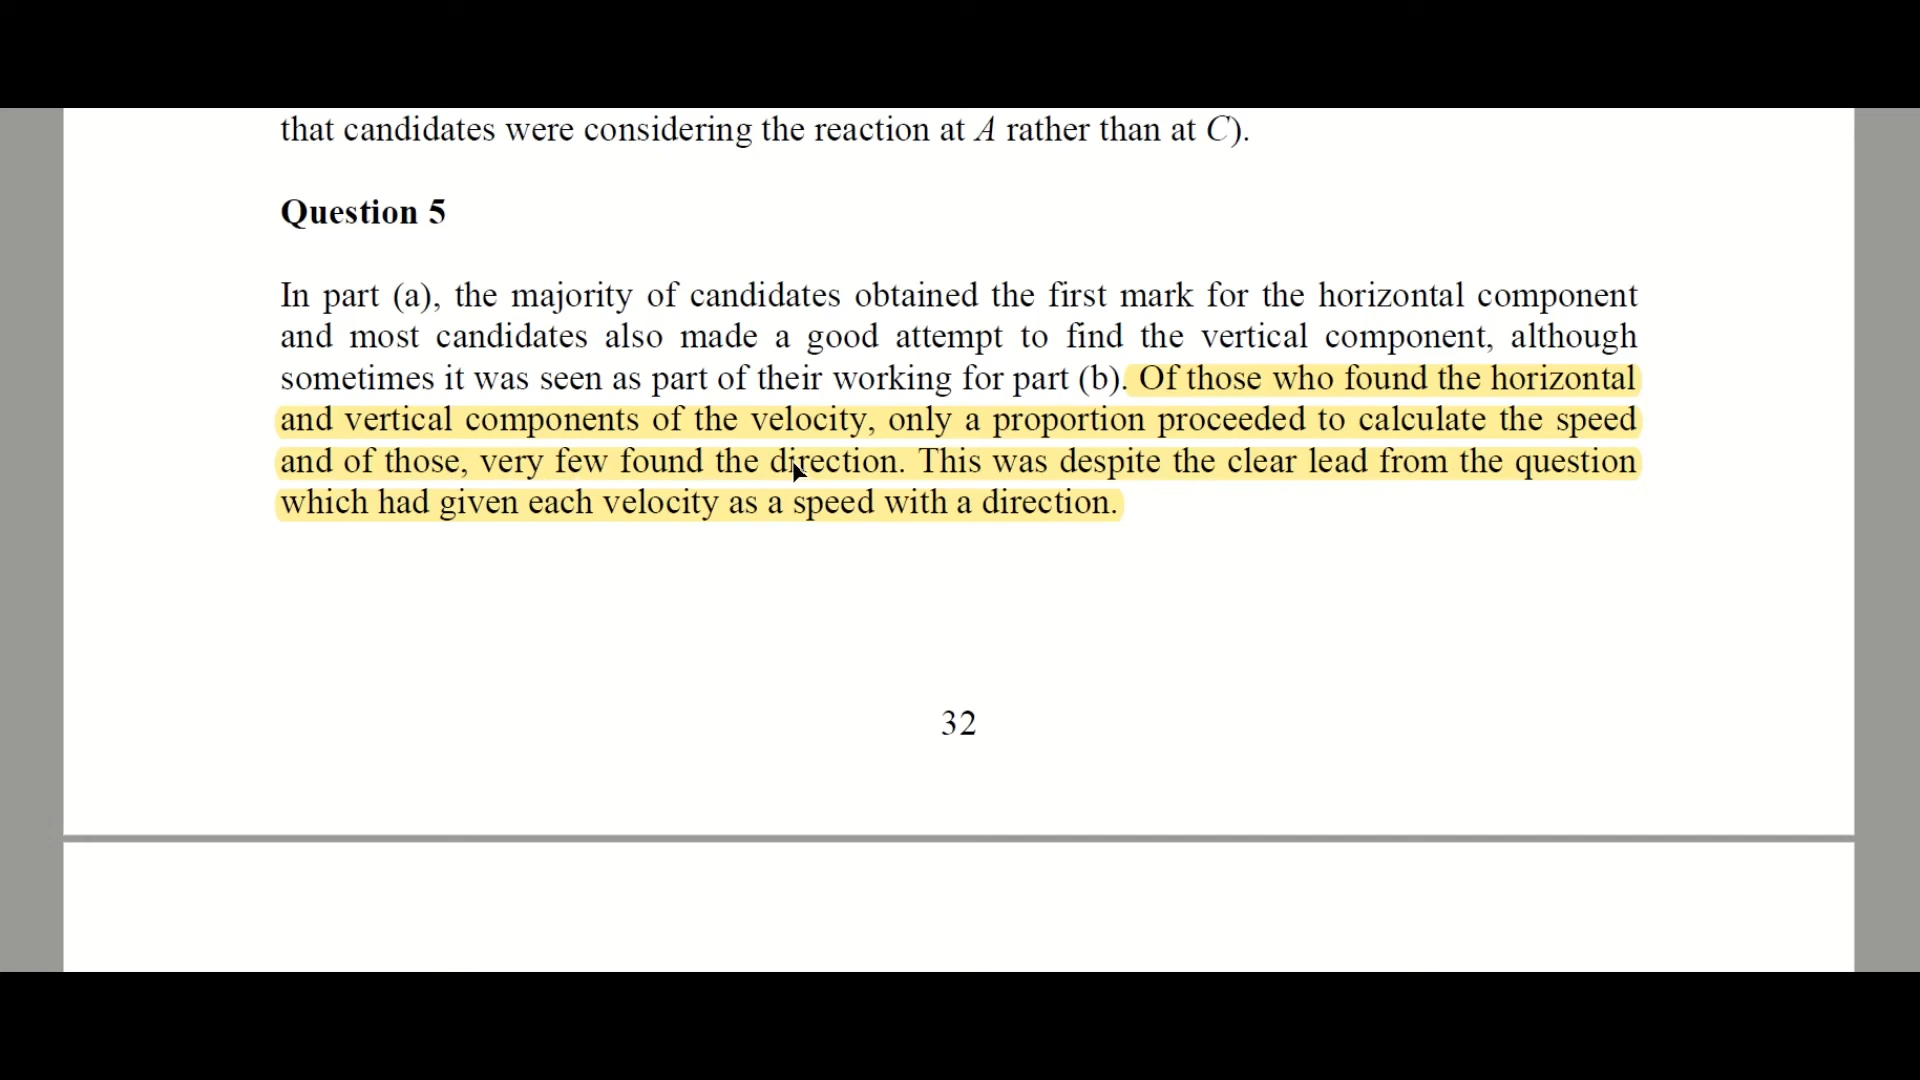 that candidates were considering the reaction at A rather than at C).
Question 5
In part (a), the majority of candidates obtained the first mark for the horizontal component
and most candidates also made a good attempt to find the vertical component, although
sometimes it was seen as part of their working for part (b). Of those who found the horizontal
and vertical components of the velocity, only a proportion proceeded to calculate the speed
and of those, very few found the direction. This was despite the clear lead from the question
which had given each velocity as a speed with a direction.
32